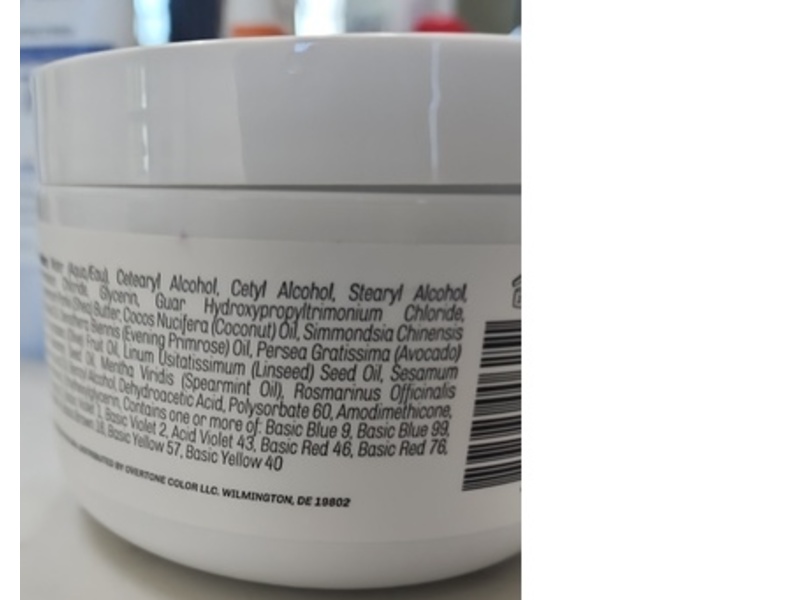 (Aqua/Eau), Cetearyl Alcohol, Cetyl Alcohol, Stearyl Alcohol,
Chloride, Glycerin, Guar Hydroxypropyltrimonium Chloride,
Butter, Cocos Nucifera (Coconut) Oil, Simmondsia Chinensis
Biennis (Evening Primrose) Oil, Persea Gratissima (Avocado)
Fruit Oil, Linum Usitatissimum (Linseed) Seed Oil, Sesamum
Seed Oil, Mentha Viridis (Spearmint Oil), Rosmarinus Officinalis
Alcohol, Dehydroacetic Acid, Polysorbate 60, Amodimethicone,
Contains one or more of: Basic Blue 9, Basic Blue 99,
Basic Violet 2, Acid Violet 43, Basic Red 46, Basic Red 76,
Basic Yellow 57, Basic Yellow 40
BY OVERTONE COLOR LLC. WILMINGTON, DE 19802